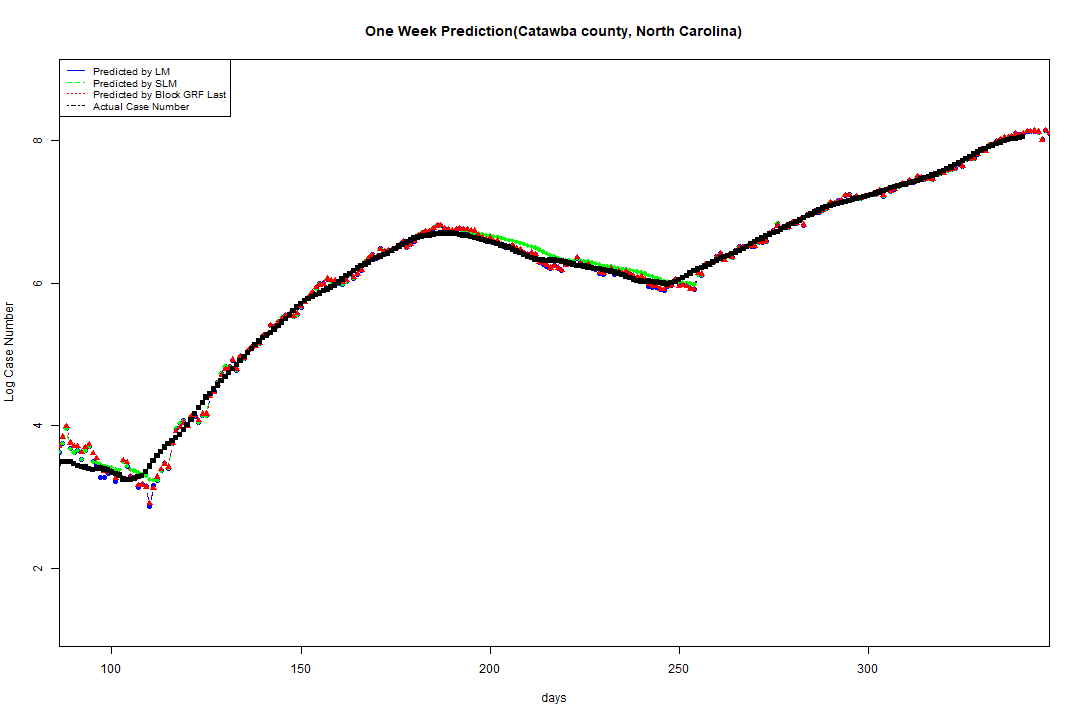 One Week Prediction(Catawba county, North Carolina)
Predicted by LM
Predicted by SLM
Predicted by Block GRF Last
Actual Case Number
Log Case Number
8
6
4
2
100 150 200 250 300
days